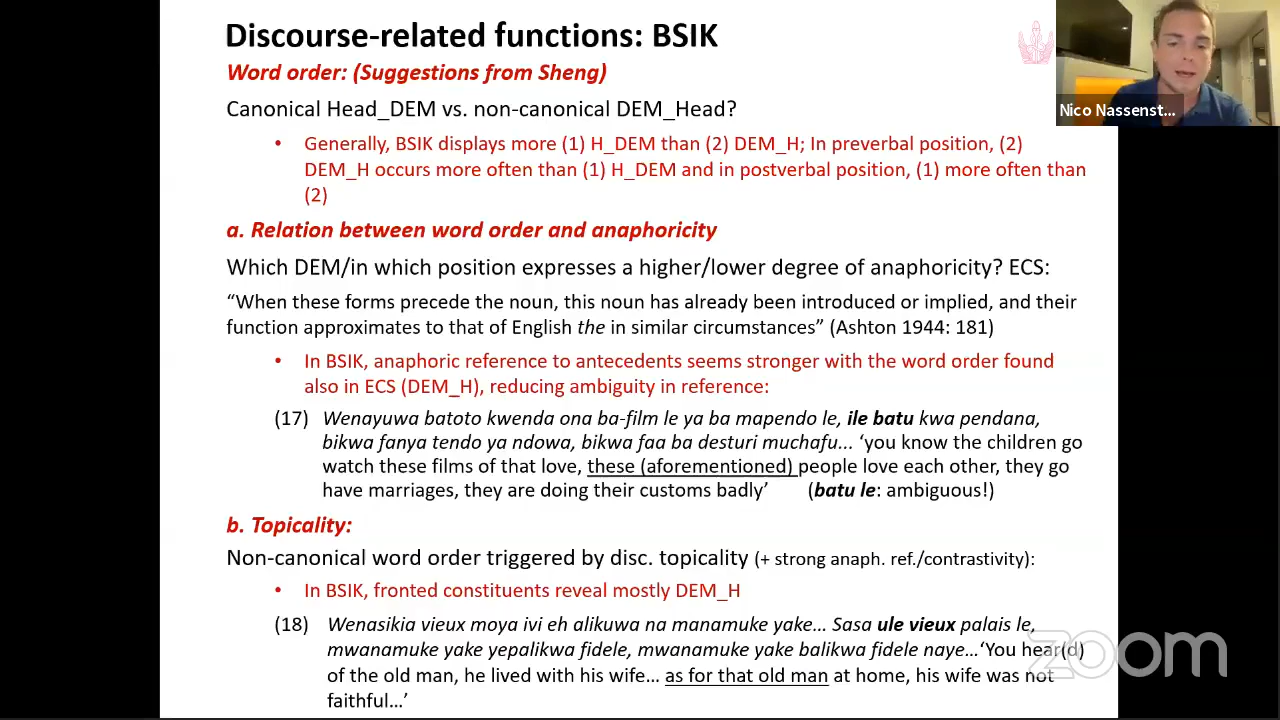 Discourse-related functions: BSIK
Word order: (Suggestions from Sheng)
Canonical Head_DEM vs. non-canonical DEM_Head?
• Generally, BSIK displays more (1) H_DEM than (2) DEM_H; In preverbal position, (2)
DEM_H occurs more often than (1) H_DEM and in postverbal position, (1) more often than
(2)
a. Relation between word order and anaphoricity
Which DEM/in which position expresses a higher/lower degree of anaphoricity? ECS:
“When these forms precede the noun, this noun has already been introduced or implied, and their
function approximates to that of English the in similar circumstances” (Ashton 1944: 181)
• In BSIK, anaphoric reference to antecedents seems stronger with the word order found
also in ECS (DEM_H), reducing ambiguity in reference:
(17) Wenayuwa batoto kwenda ona ba-film le ya ba mapendo le, ile batu kwa pendana,
bikwa fanya tendo ya ndowa, bikwa faa ba desturi muchafu... ‘you know the children go
watch these films of that love, these (aforementioned) people love each other, they go
have marriages, they are doing their customs badly’ (batu le: ambiguous!)
b. Topicality:
Non-canonical word order triggered by disc. topicality (+ strong anaph. ref./contrastivity):
• In BSIK, fronted constituents reveal mostly DEM_H
(18) Wenasikia vieux moya ivi eh alikuwa na manamuke yake… Sasa ule vieux palais le,
mwanamuke yake yepalikwa fidele, mwanamuke yake balikwa fidele naye…‘You hear(d)
of the old man, he lived with his wife… as for that old man at home, his wife was not
faithful…’
Nico Nassenst...
zoom